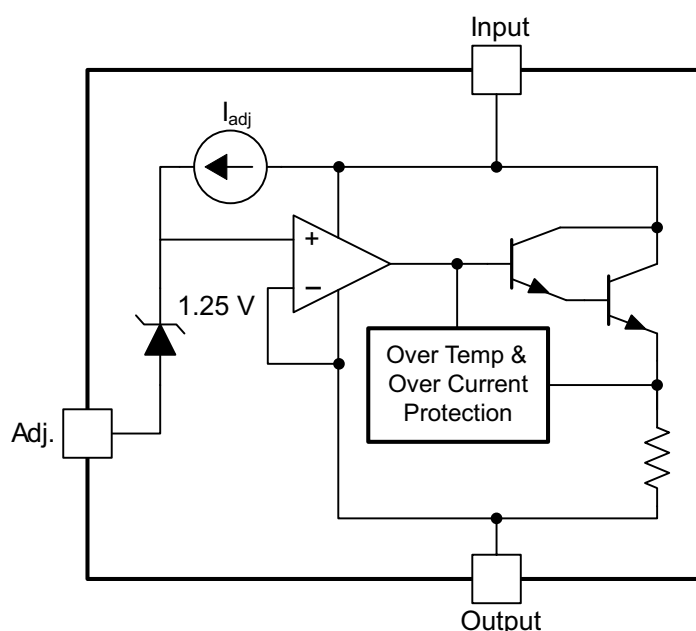 Input
Iadj
+
−
1.25 V
Over Temp &
Over Current
Protection
Adj.
Output